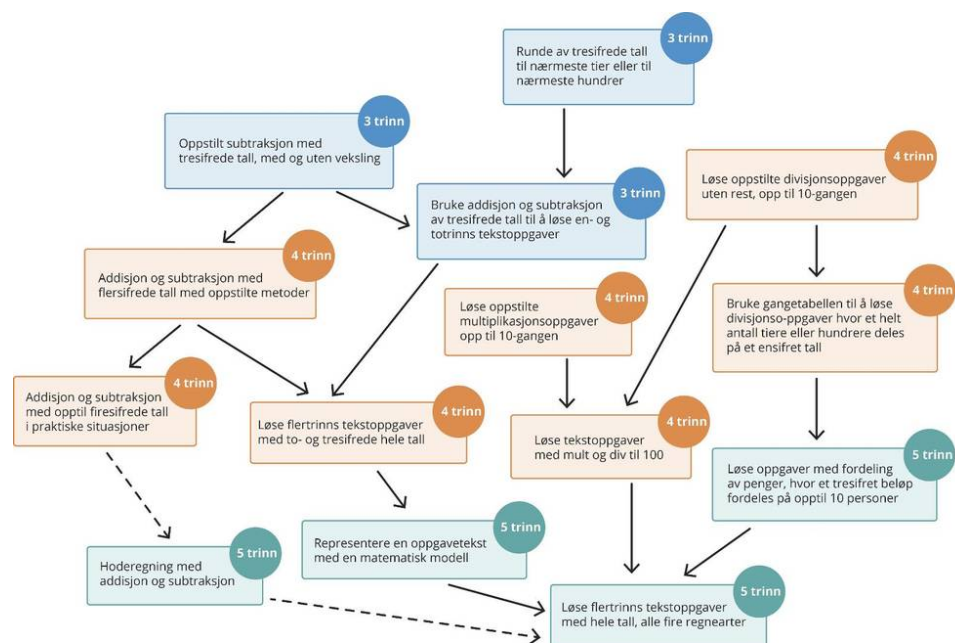 3 trinn
Runde av tresifrede tall
til nærmeste tier eller til
nærmeste hundrer
3 trinn
Oppstilt subtraksjon med
tresifrede tall, med og uten veksling
4 trinn
Løse oppstilte divisjonsoppgaver
uten rest, opp til 10-gangen
3 trinn
Bruke addisjon og subtraksjon
av tresifrede tall til å løse en- og
totrinns tekstoppgaver
4 trinn
Addisjon og subtraksjon med
flersifrede tall med oppstilte metoder
4 trinn
Løse oppstilte
multiplikasjonsoppgaver
opp til 10-gangen
4 trinn
Bruke gangetabellen til å løse
divisjonso-ppgaver hvor et helt
antall tiere eller hundrere deles
på et ensifret tall
4 trinn
Addisjon og subtraksjon
med opptil firesifrede tall
i praktiske situasjoner
4 trinn
Løse flertrinns tekstoppgaver
med to- og tresifrede hele tall
4 trinn
Løse tekstoppgaver
med mult og div til 100
5 trinn
Løse oppgaver med fordeling
av penger, hvor et tresifret beløp
fordeles på opptil 10 personer
5 trinn
Hoderegning med
addisjon og subtraksjon
5 trinn
Representere en oppgavetekst
med en matematisk modell
5 trinn
Løse flertrinns tekstoppgaver
med hele tall, alle fire regnearter